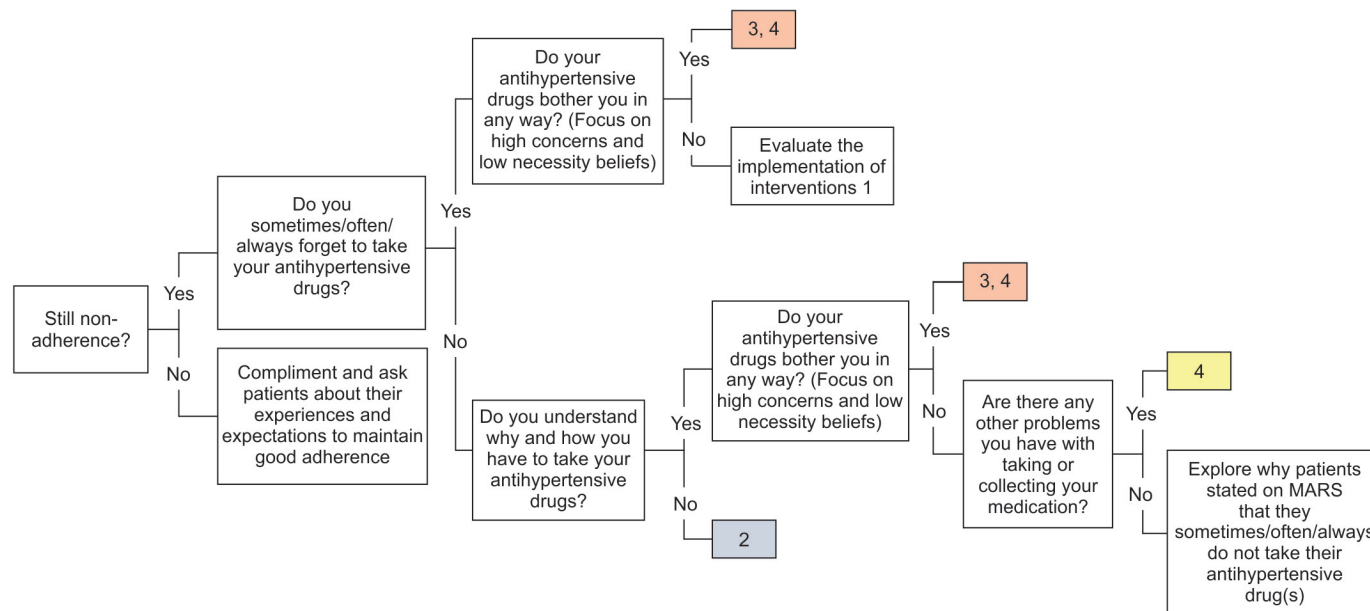 Still non-
adherence?
Yes
No
Do you
sometimes/often/
always forget to take
your antihypertensive
drugs?
Compliment and ask
patients about their
experiences and
expectations to maintain
good adherence
Yes
No
Do your
antihypertensive
drugs bother you in
any way? (Focus on
high concerns and
low necessity beliefs)
Yes
No
3, 4
Evaluate the
implementation of
interventions 1
Do you understand
why and how you
have to take your
antihypertensive
drugs?
Yes
No
Do your
antihypertensive
drugs bother you in
any way? (Focus on
high concerns and low
necessity beliefs)
2
Yes
No
3, 4
Are there any
other problems
you have with
taking or
collecting your
medication?
Yes
No
4
Explore why patients
stated on MARS
that they
sometimes/often/always
do not take their
antihypertensive
drug(s)